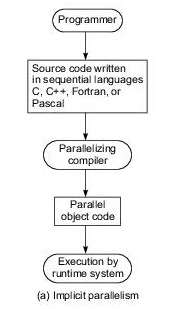 Programmer
Source code written
in sequential languages
C, C++, Fortran, or
Pascal
Parallelizing
compiler
Parallel
object code
Execution by
runtime system
(a) Implicit parallelism